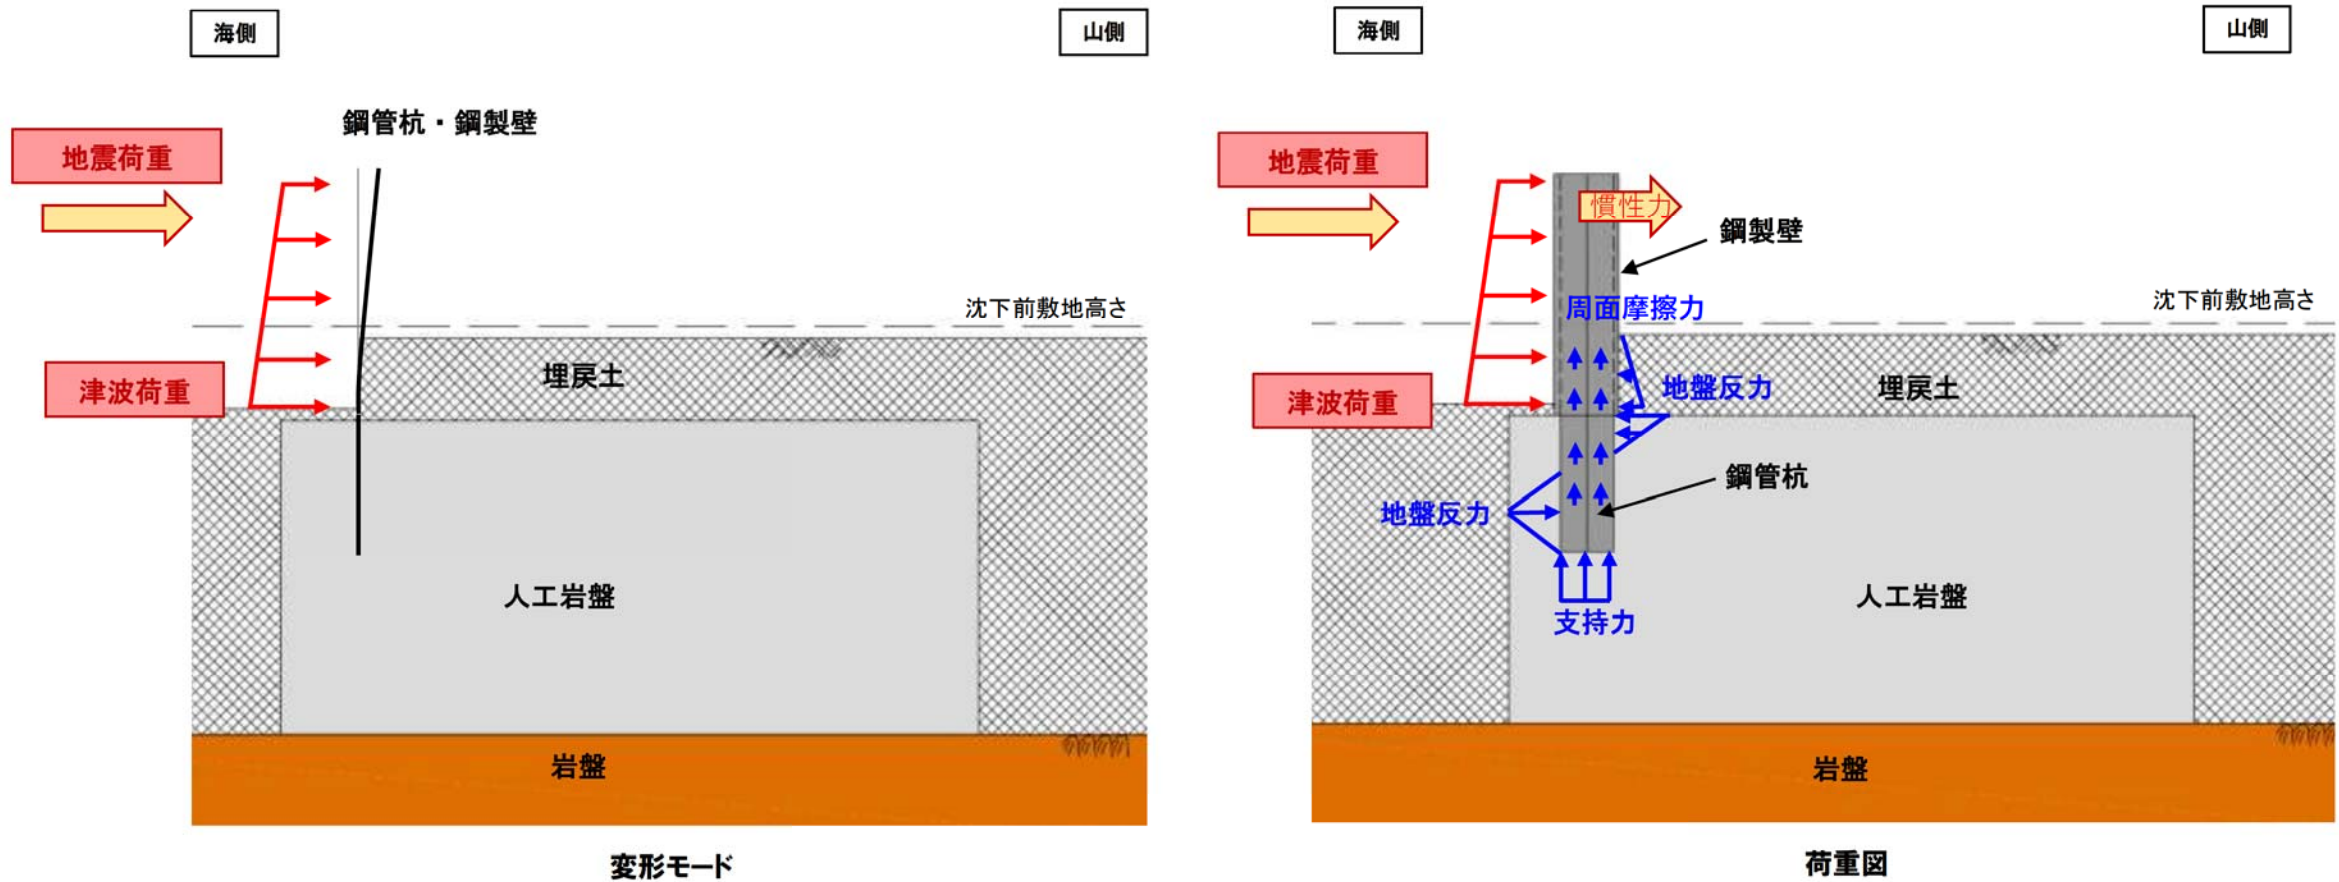 海側
山側
鋼管杭・鋼製壁
地震荷重
沈下前敷地高さ
埋戻土
津波荷重
人工岩盤
岩盤
変形モード
海側
山側
地震荷重
慣性力
鋼製壁
沈下前敷地高さ
周面摩擦力
地盤反力
埋戻土
津波荷重
鋼管杭
地盤反力
人工岩盤
支持力
岩盤
荷重図